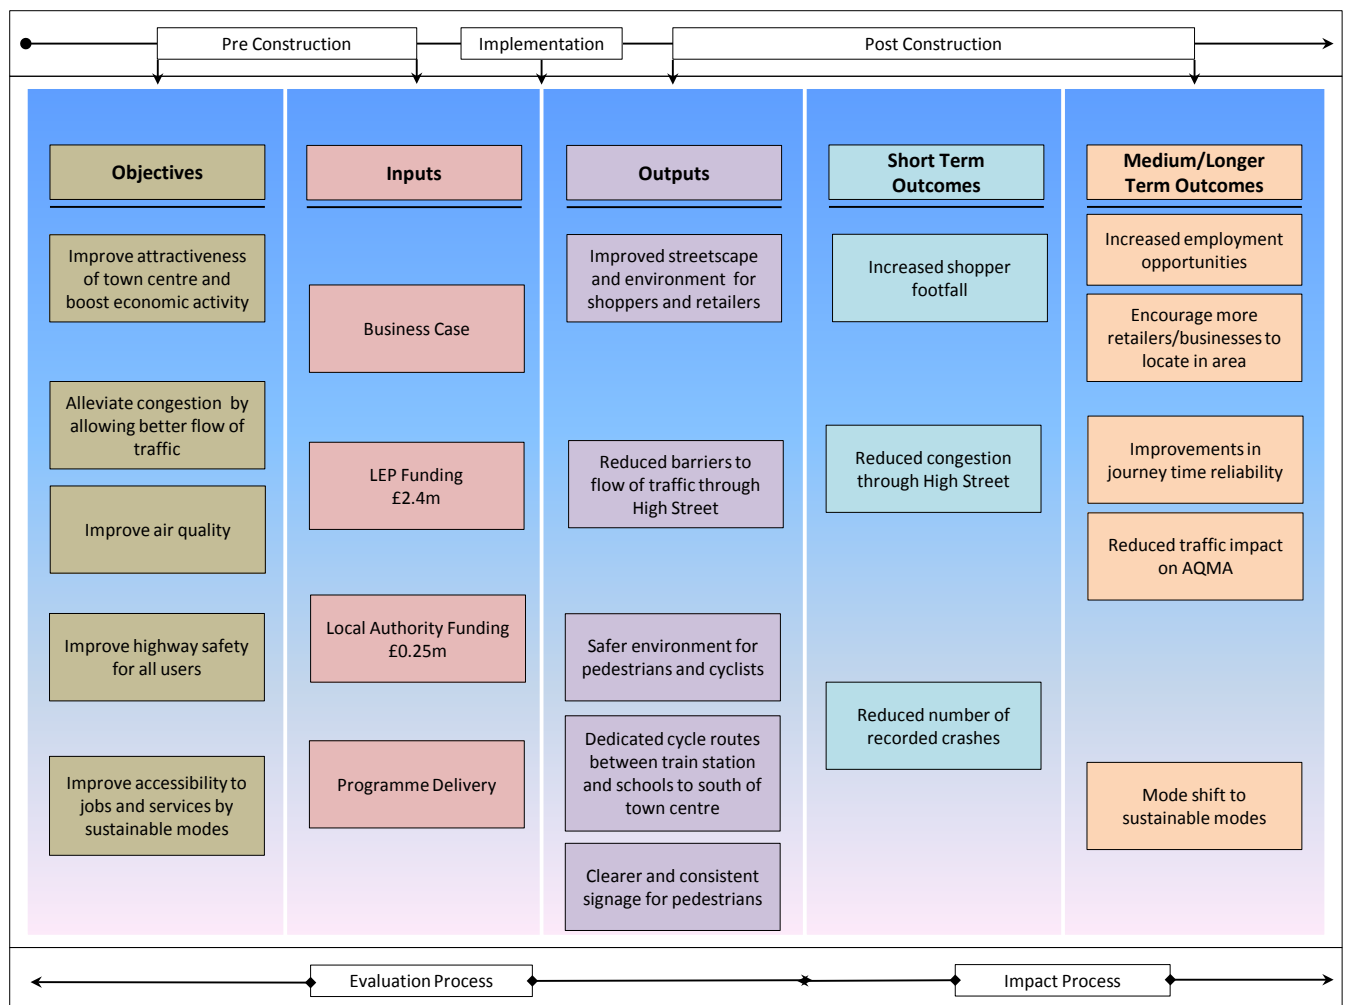 Pre Construction
Implementation
Post Construction
Objectives
Improve attractiveness
of town centre and
boost economic activity
Alleviate congestion by
allowing better flow of
traffic
Improve air quality
Improve highway safety
for all users
Improve accessibility to
jobs and services by
sustainable modes
Inputs
Business Case
LEP Funding
£2.4m
Local Authority Funding
£0.25m
Programme Delivery
Outputs
Improved streetscape
and environment for
shoppers and retailers
Reduced barriers to
flow of traffic through
High Street
Safer environment for
pedestrians and cyclists
Dedicated cycle routes
between train station
and schools to south of
town centre
Clearer and consistent
signage for pedestrians
Short Term
Outcomes
Increased shopper
footfall
Reduced congestion
through High Street
Reduced number of
recorded crashes
Medium/Longer
Term Outcomes
Increased employment
opportunities
Encourage more
retailers/businesses to
locate in area
Improvements in
journey time reliability
Reduced traffic impact
on AQMA
Mode shift to
sustainable modes
Evaluation Process
Impact Process